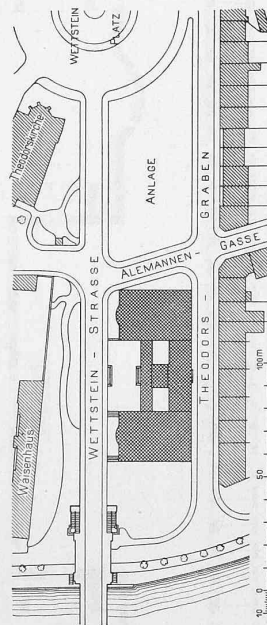 WETTSTEIN
PLATZ
Theodorskirche
ANLAGE
GRABEN
ALEMANNEN - GASSE
WETTSTEIN - STRASSE
THEODORS -
Waisenhaus
100m
50
0
10